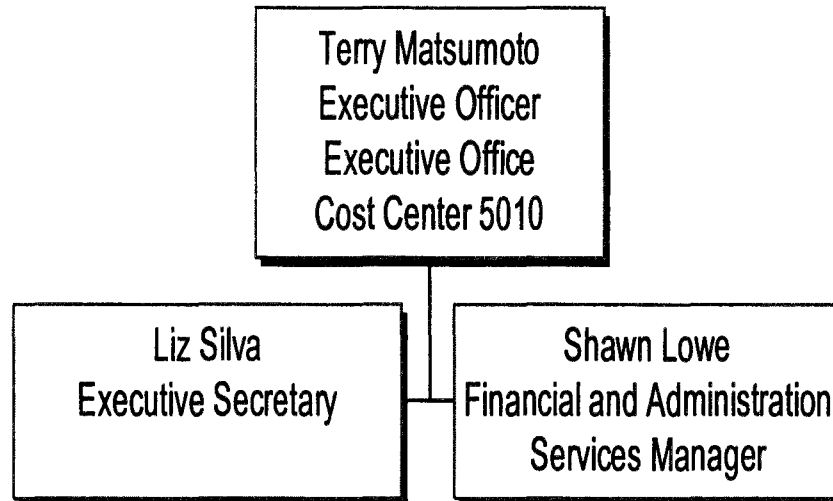 Terry Matsumoto
Executive Officer
Executive Office
Cost Center 5010
Liz Silva
Executive Secretary
Shawn Lowe
Financial and Administration
Services Manager